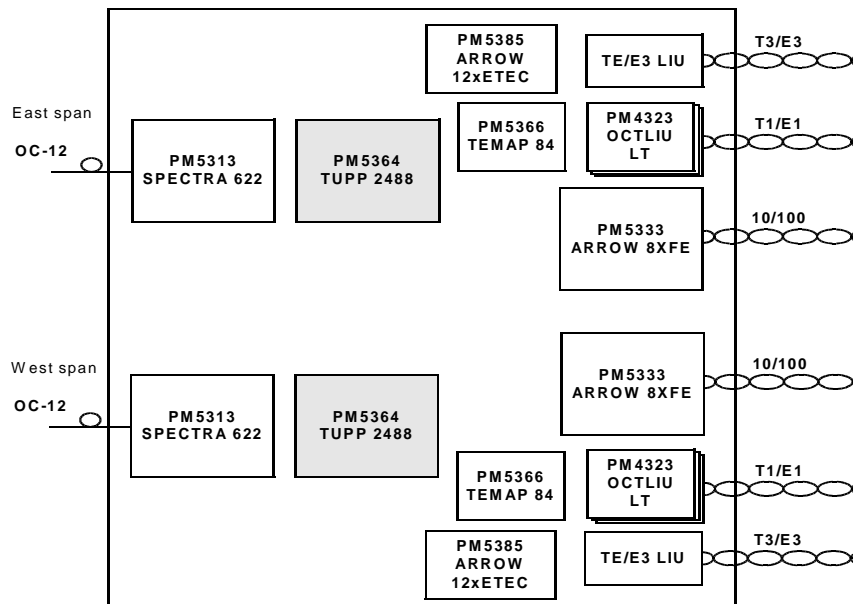 PM5385
ARROW
12xETEC
TE/E3 LIU
T3/E3
East span
OC-12
PM5313
SPECTRA 622
PM5364
TUPP 2488
PM5366
TEMAP 84
PM4323
OCTLIU
LT
T1/E1
PM5333
ARROW 8XFE
10/100
West span
OC-12
PM5313
SPECTRA 622
PM5364
TUPP 2488
PM5333
ARROW 8XFE
10/100
PM5366
TEMAP 84
PM4323
OCTLIU
LT
T1/E1
PM5385
ARROW
12xETEC
TE/E3 LIU
T3/E3